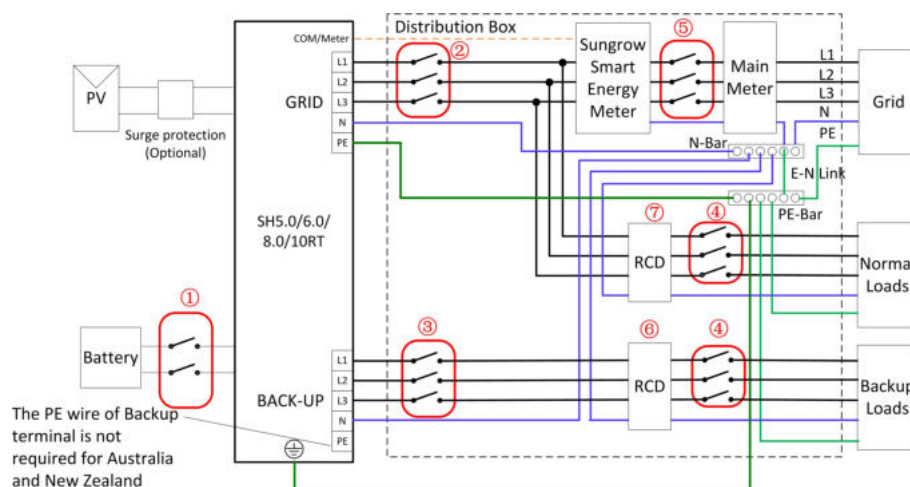 Distribution Box
COM/Meter
②
⑤
L1
L2
GRID
L3
N
PE
Sungrow
Smart
Energy
Meter
Main
Meter
L1
L2
L3
N
PE
Grid
PV
Surge protection
(Optional)
N-Bar
E-N Link
PE-Bar
SH5.0/6.0/
8.0/10RT
⑦
④
RCD
Normal
Loads
①
Battery
③
⑥
④
L1
L2
L3
BACK-UP
N
PE
RCD
Backup
Loads
The PE wire of Backup
terminal is not
required for Australia
and New Zealand